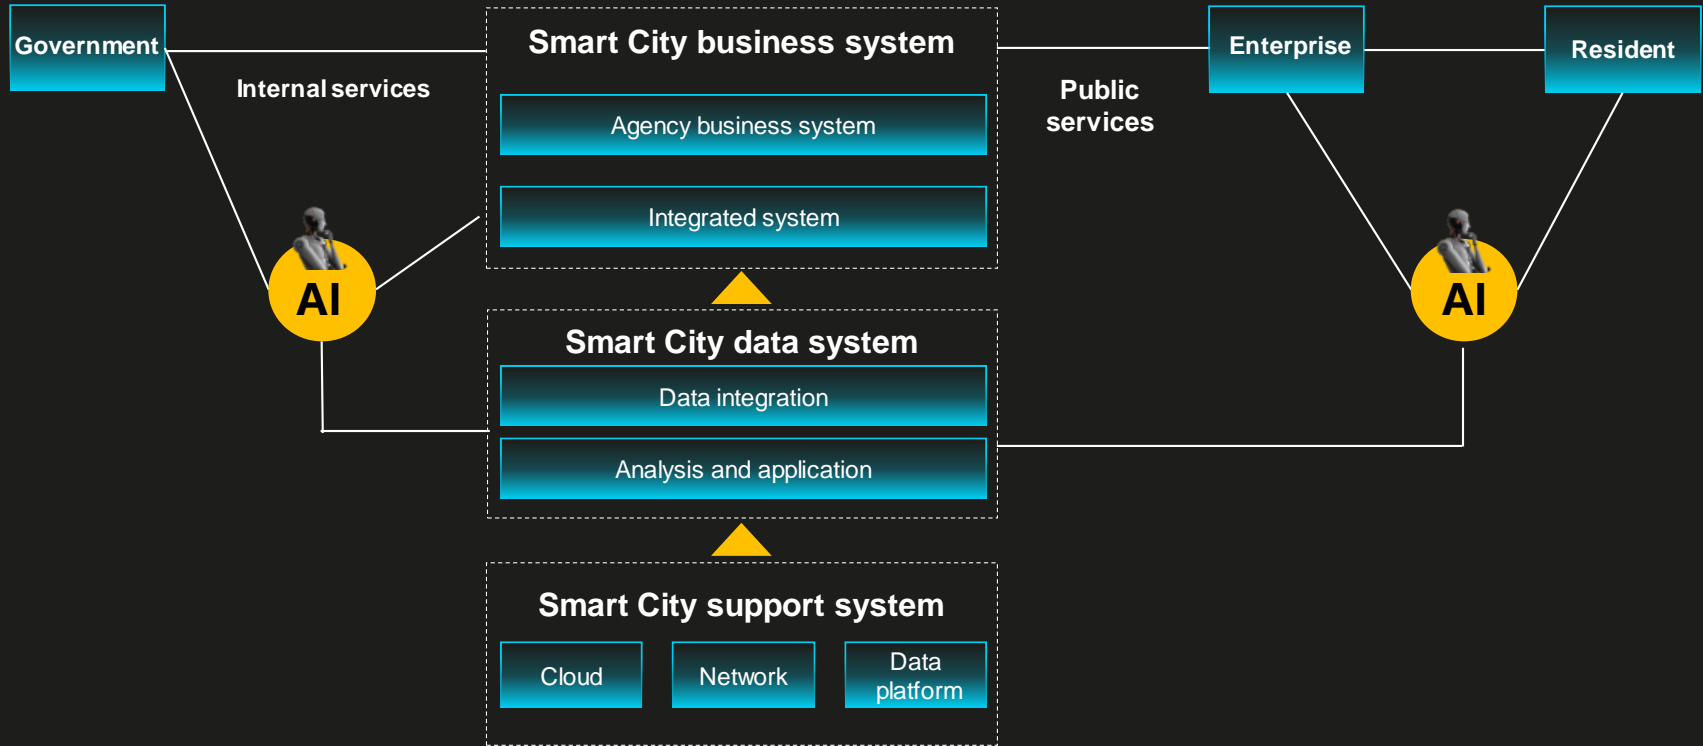 Government
Smart City business system
Enterprise
Resident
Internal services
Public
services
Agency business system
Integrated system
AI
AI
Smart City data system
Data integration
Analysis and application
Smart City support system
Cloud
Network
Data
platform